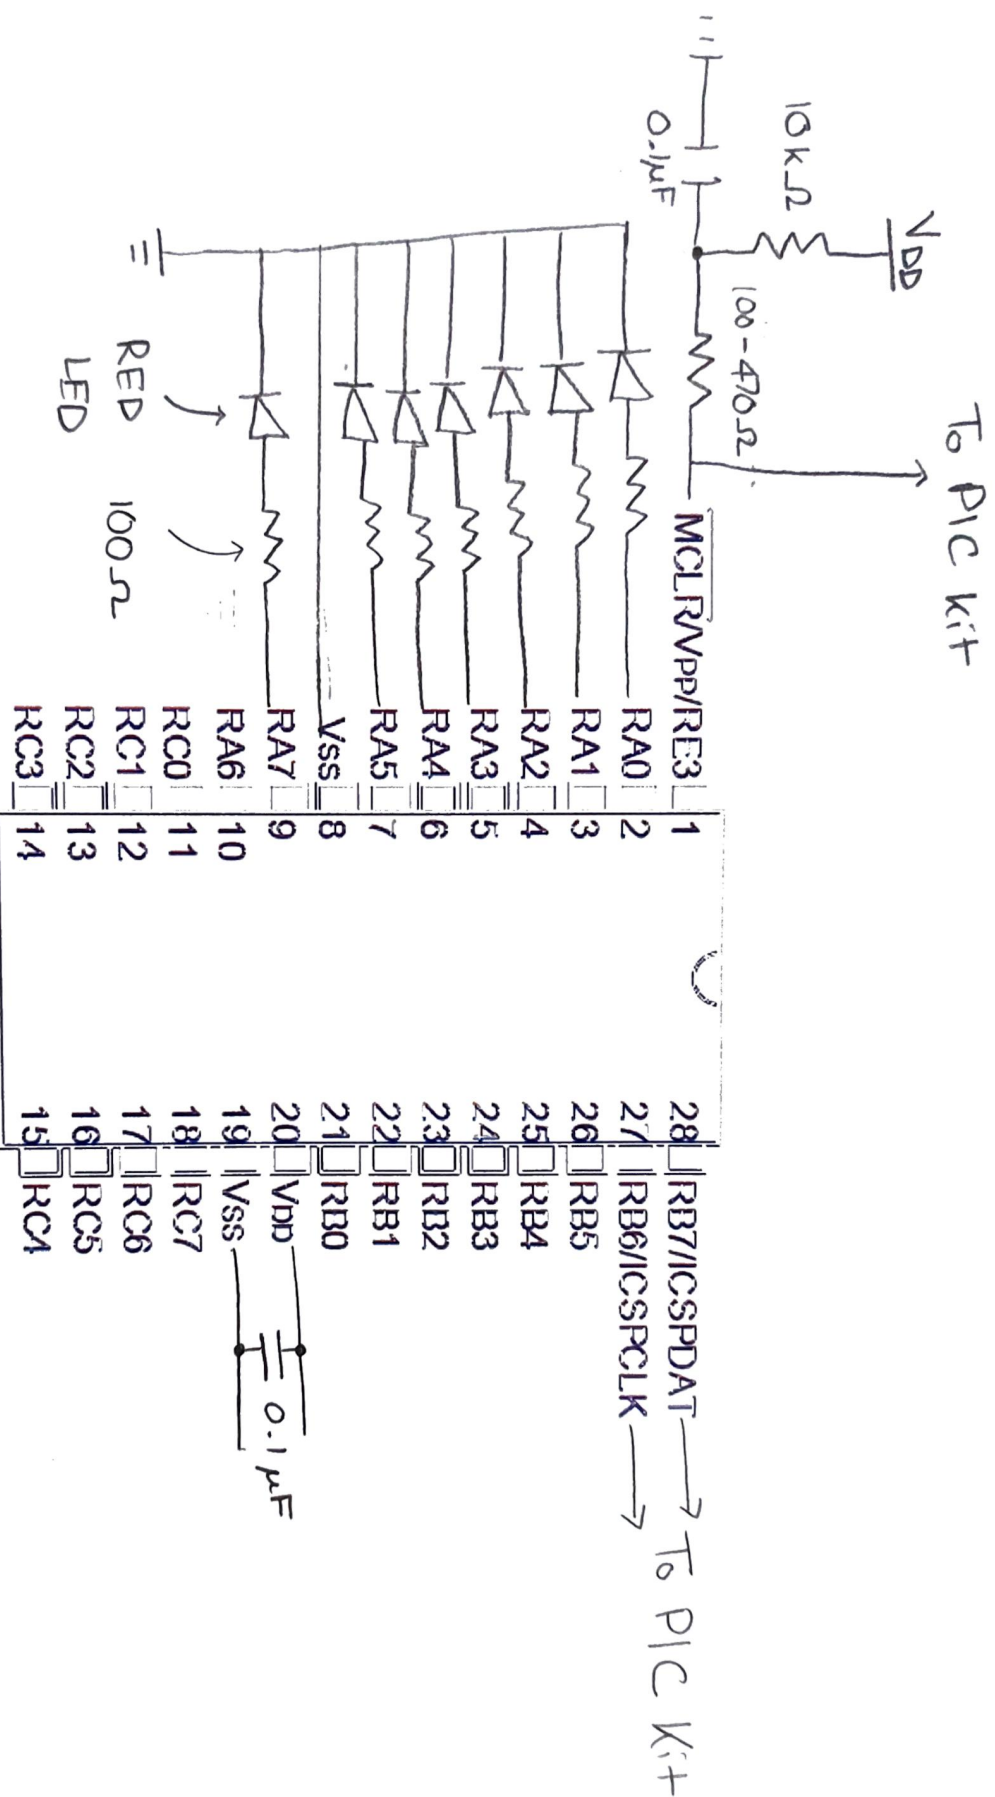 To PIC Kit
VDD
10kΩ
100-470Ω
0.1μF
MCLR/VPP/RE3 1
RA0 2
RA1 3
RA2 4
RA3 5
RA4 6
RA5 7
Vss 8
RA7 9
RA6 10
RC0 11
RC1 12
RC2 13
RC3 14
RED
LED
100Ω
28 RB7/ICSPDAT
27 RB6/ICSPCLK
To PIC Kit
26 RB5
25 RB4
24 RB3
23 RB2
22 RB1
21 RB0
20 VDD
19 Vss
18 RC7
17 RC6
16 RC5
15 RC4
0.1μF